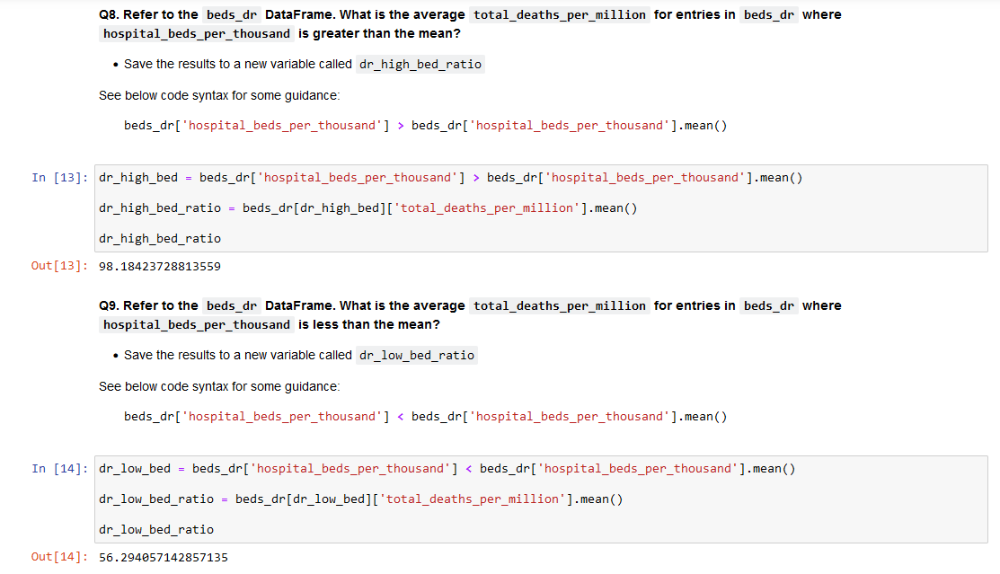 Q8. Refer to the beds_dr DataFrame. What is the average total_deaths_per_million for entries in beds_dr where
hospital_beds_per_thousand is greater than the mean?
• Save the results to a new variable called dr_high_bed_ratio
See below code syntax for some guidance:
beds_dr['hospital_beds_per_thousand'] > beds_dr['hospital_beds_per_thousand'].mean()
In [13]: dr_high_bed = beds_dr['hospital_beds_per_thousand'] > beds_dr['hospital_beds_per_thousand'].mean()
dr_high_bed_ratio = beds_dr[dr_high_bed]['total_deaths_per_million'].mean()
dr_high_bed_ratio
Out[13]: 98.18423728813559
Q9. Refer to the beds_dr DataFrame. What is the average total_deaths_per_million for entries in beds_dr where
hospital_beds_per_thousand is less than the mean?
• Save the results to a new variable called dr_low_bed_ratio
See below code syntax for some guidance:
beds_dr['hospital_beds_per_thousand'] < beds_dr['hospital_beds_per_thousand'].mean()
In [14]: dr_low_bed = beds_dr['hospital_beds_per_thousand'] < beds_dr['hospital_beds_per_thousand'].mean()
dr_low_bed_ratio = beds_dr[dr_low_bed]['total_deaths_per_million'].mean()
dr_low_bed_ratio
Out[14]: 56.294057142857135